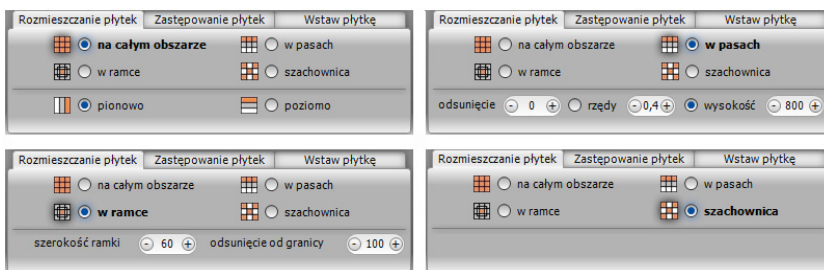 Rozmieszczanie płytek Zastępowanie płytek Wstaw płytkę
na całym obszarze w pasach
w ramce szachownica
pionowo poziomo
Rozmieszczanie płytek Zastępowanie płytek Wstaw płytkę
na całym obszarze w pasach
w ramce szachownica
odsunięcie - 0 + rzędy - 0,4 + wysokość - 800 +
Rozmieszczanie płytek Zastępowanie płytek Wstaw płytkę
na całym obszarze w pasach
w ramce szachownica
szerokość ramki - 60 + odsunięcie od granicy - 100 +
Rozmieszczanie płytek Zastępowanie płytek Wstaw płytkę
na całym obszarze w pasach
w ramce szachownica